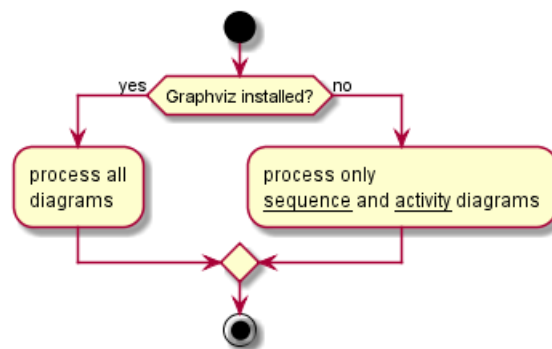 yes
Graphviz installed?
no
process all
diagrams
process only
sequence and activity diagrams